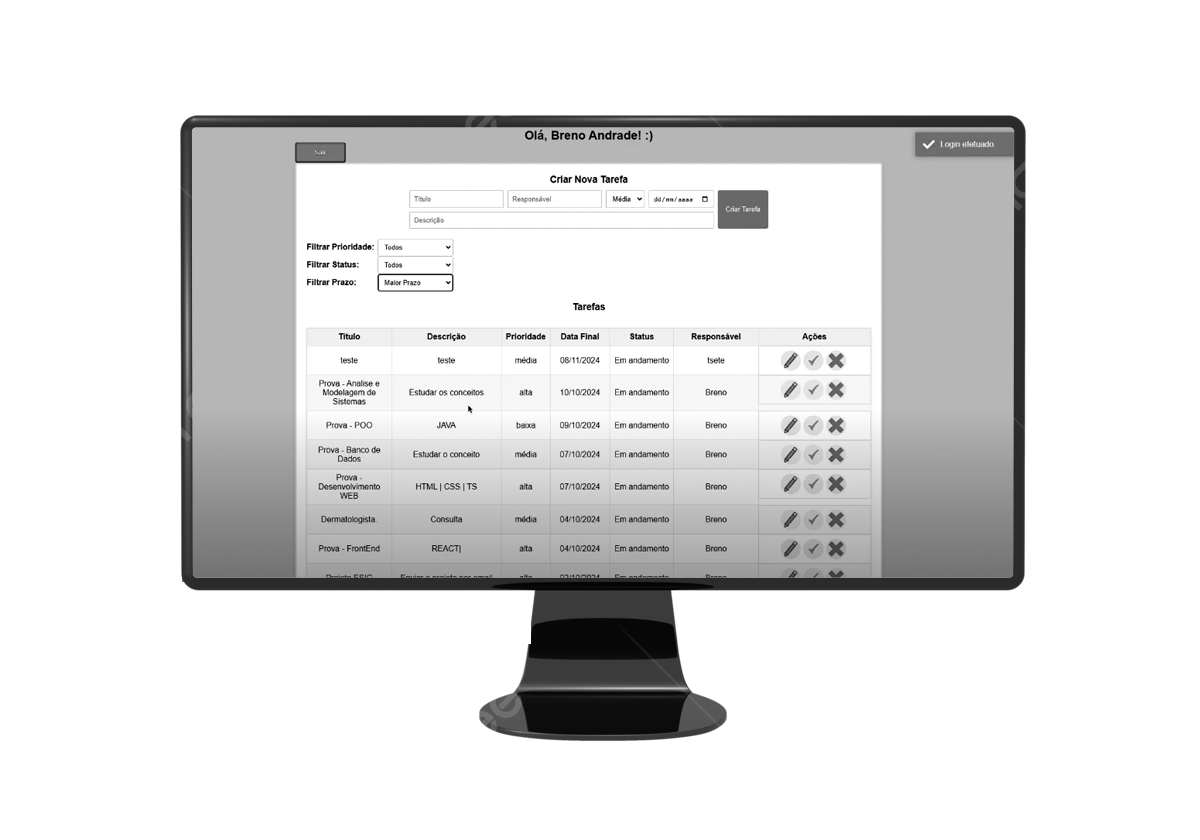 Olá, Breno Andrade! :)
Sair
Login efetuado.
Criar Nova Tarefa
Título Responsável Média dd/mm/aaaa Criar Tarefa
Descrição
Filtrar Prioridade: Todos
Filtrar Status: Todos
Filtrar Prazo: Maior Prazo
Tarefas
Titulo Descrição Prioridade Data Final Status Responsável Ações
teste teste média 08/11/2024 Em andamento tsete
Prova - Analise e
Modelagem de
Sistemas
Estudar os conceitos alta 10/10/2024 Em andamento Breno
Prova - POO JAVA baixa 09/10/2024 Em andamento Breno
Prova - Banco de
Dados
Estudar o conceito média 07/10/2024 Em andamento Breno
Prova -
Desenvolvimento
WEB
HTML | CSS | TS alta 07/10/2024 Em andamento Breno
Dermatologista. Consulta média 04/10/2024 Em andamento Breno
Prova - FrontEnd REACT| alta 04/10/2024 Em andamento Breno
Projeto ESIG Enviar o projeto por email alta 02/10/2024 Em andamento Breno